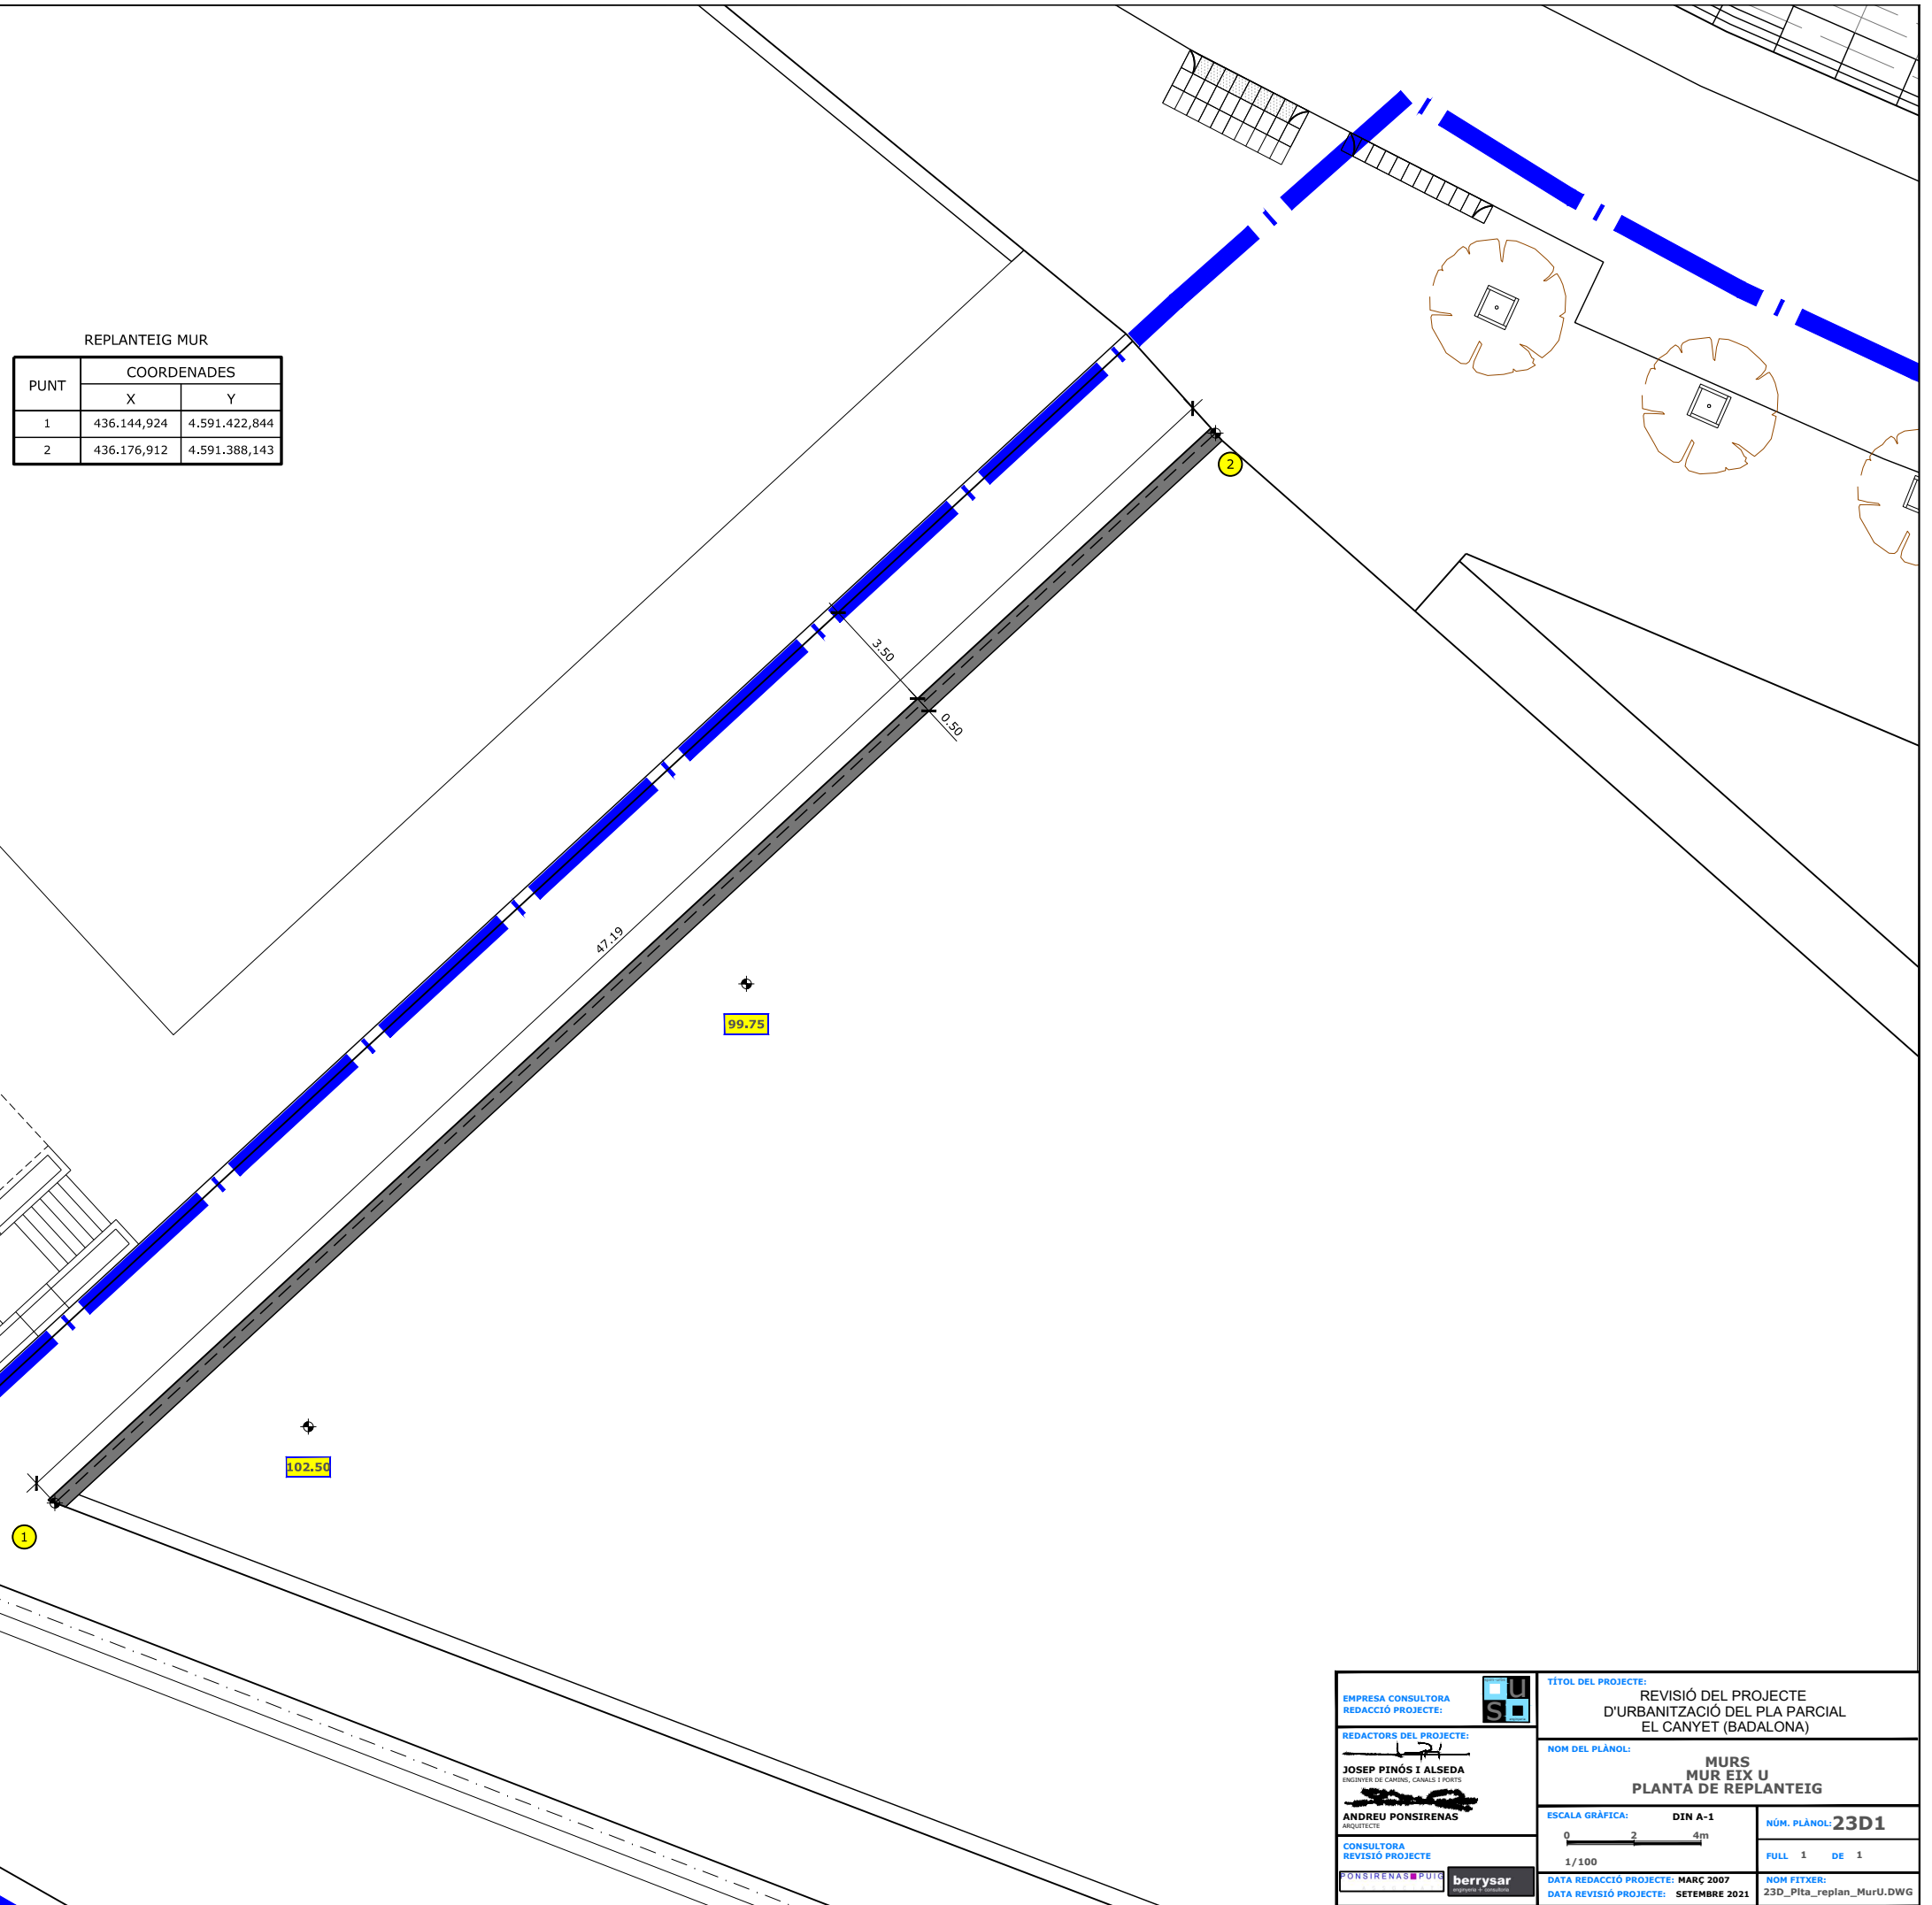 REPLANTEIG MUR
PUNT COORDENADES
X Y
1 436.144,924 4.591.422,844
2 436.176,912 4.591.388,143
2
3.50
0.50
47.19
99.75
102.50
1
EMPRESA CONSULTORA
REDACCIÓ PROJECTE:
REDACTORS DEL PROJECTE:
JOSEP PINÓS I ALSEDA
ENGINYER DE CAMINS, CANALS I PORTS
ANDREU PONSIRENAS
ARQUITECTE
CONSULTORA
REVISIÓ PROJECTE
PONSIRENAS PUIG
berrysar
enginyeria + consultoria
TÍTOL DEL PROJECTE:
REVISIÓ DEL PROJECTE
D'URBANITZACIÓ DEL PLA PARCIAL
EL CANYET (BADALONA)
NOM DEL PLÀNOL:
MURS
MUR EIX U
PLANTA DE REPLANTEIG
ESCALA GRÀFICA: DIN A-1
0 2 4m
1/100
NÚM. PLÀNOL: 23D1
FULL 1 DE 1
DATA REDACCIÓ PROJECTE: MARÇ 2007
DATA REVISIÓ PROJECTE: SETEMBRE 2021
NOM FITXER:
23D_Plta_replan_MurU.DWG